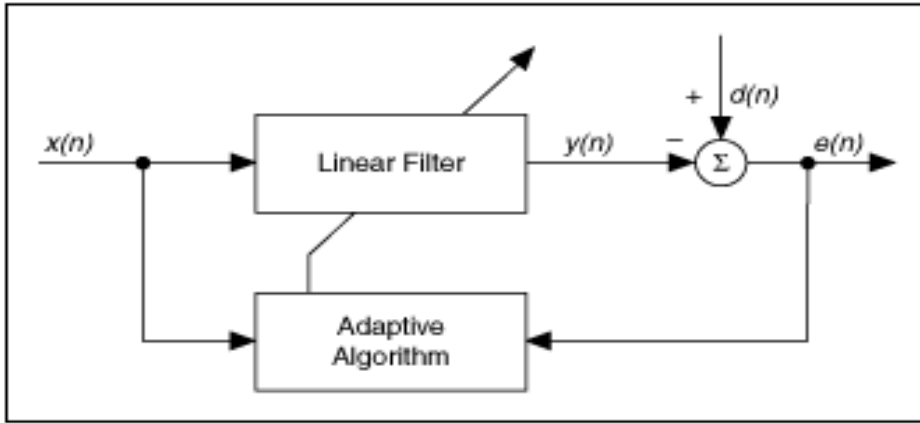 x(n)
Linear Filter
y(n)
−
+
d(n)
Σ
e(n)
Adaptive
Algorithm